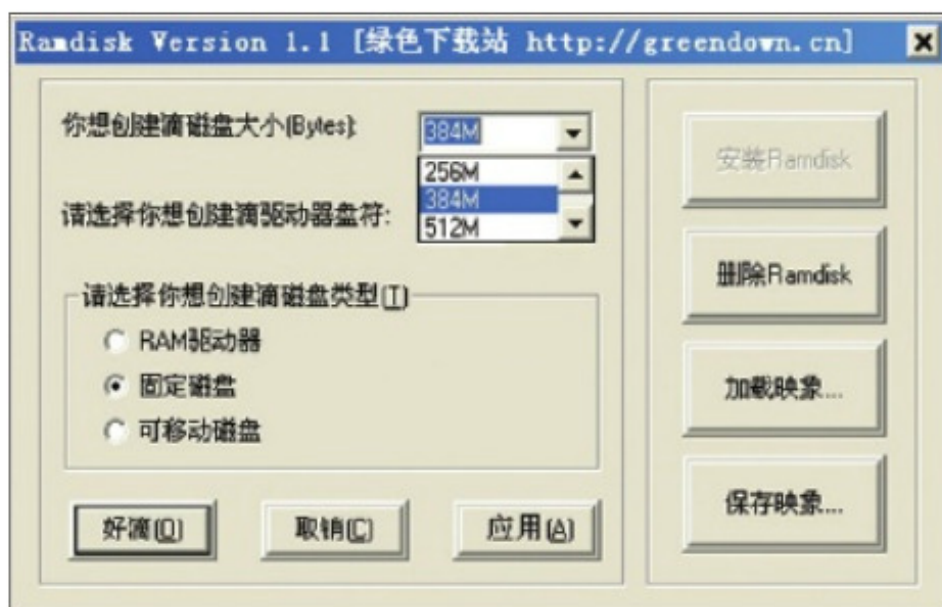 Ramdisk Version 1.1 [绿色下载站 http://greendown.cn]
你想创建滴磁盘大小(Bytes):
384M
256M
384M
512M
请选择你想创建滴驱动器盘符:
请选择你想创建滴磁盘类型(T)
RAM驱动器
固定磁盘
可移动磁盘
好滴(O)
取销(C)
应用(A)
安装Ramdisk
删除Ramdisk
加载映象...
保存映象...